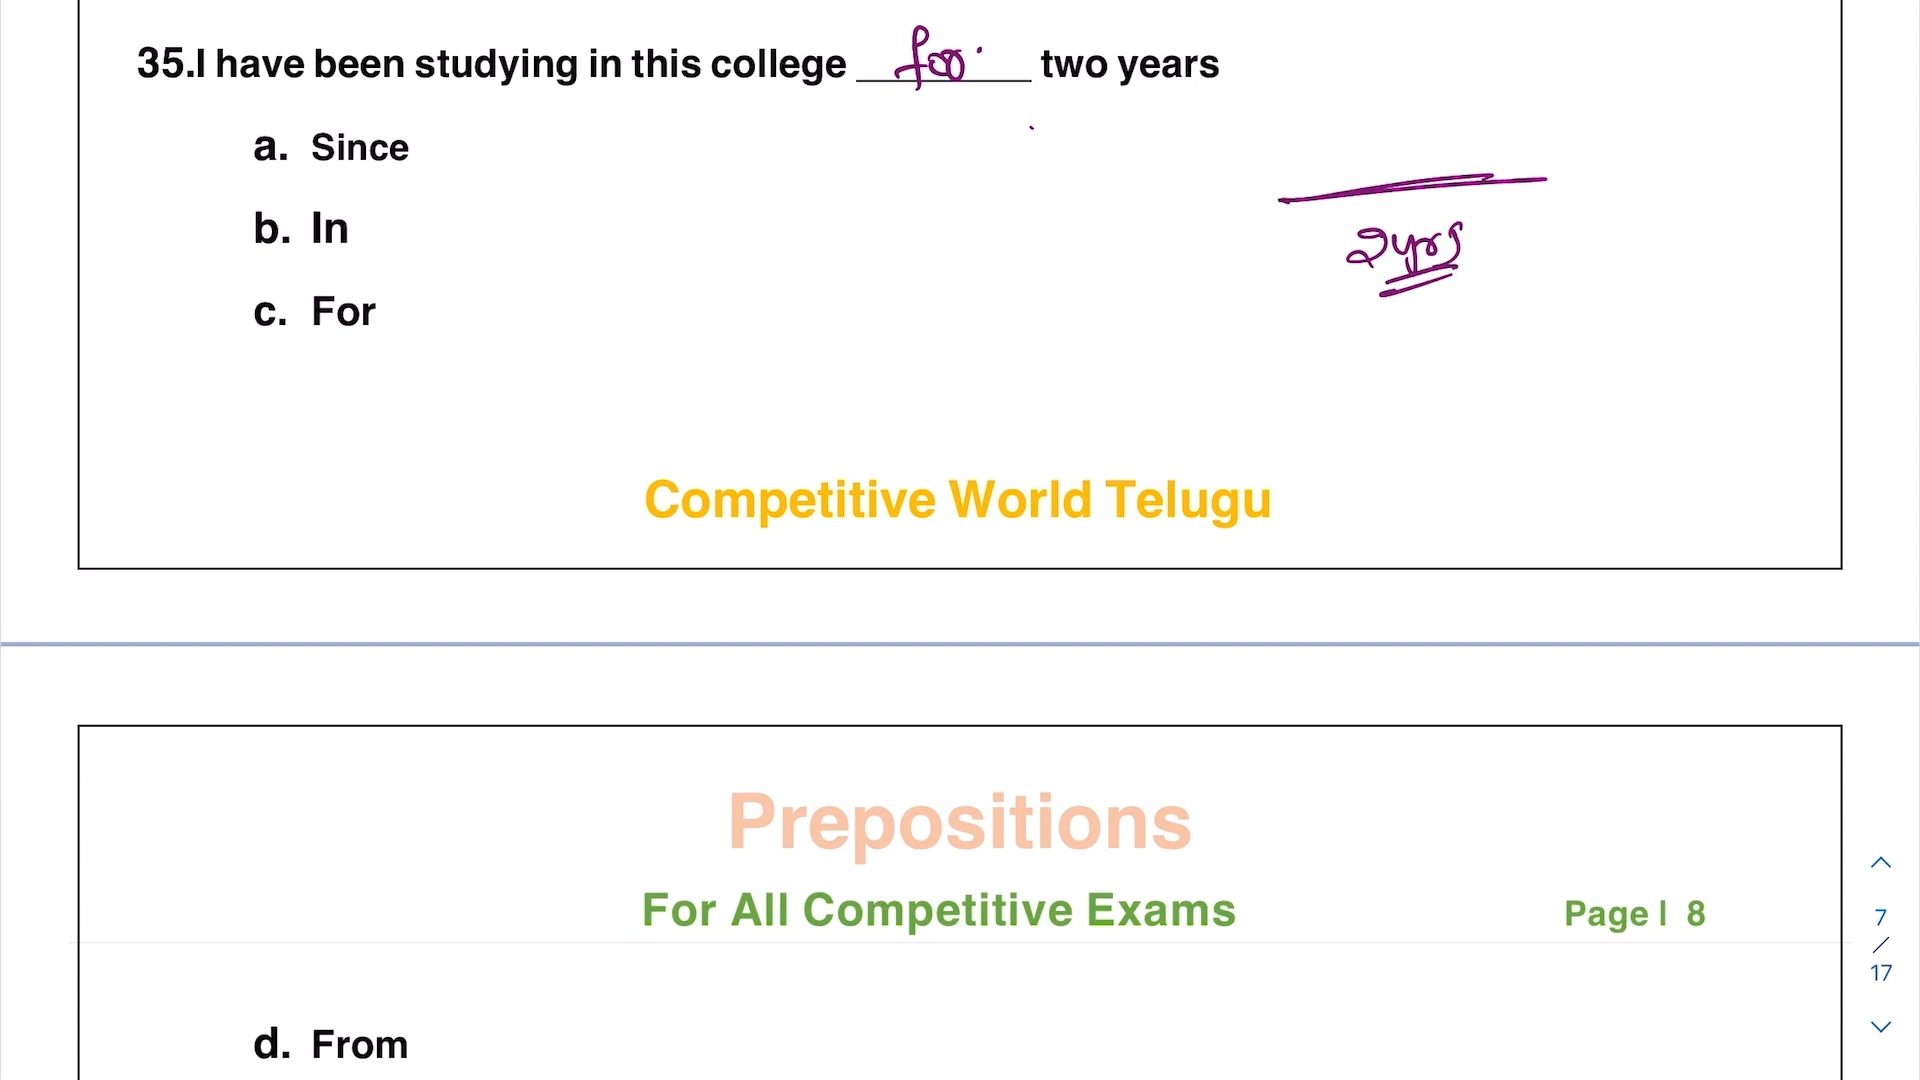 35.I have been studying in this college for two years
a. Since
2yrs
b. In
c. For
Competitive World Telugu
Prepositions
For All Competitive Exams
Page | 8
7
/
17
d. From